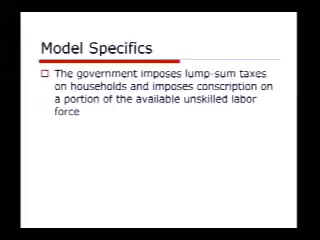 Model Specifics
The government imposes lump-sum taxes
on households and imposes conscription on
a portion of the available unskilled labor
force